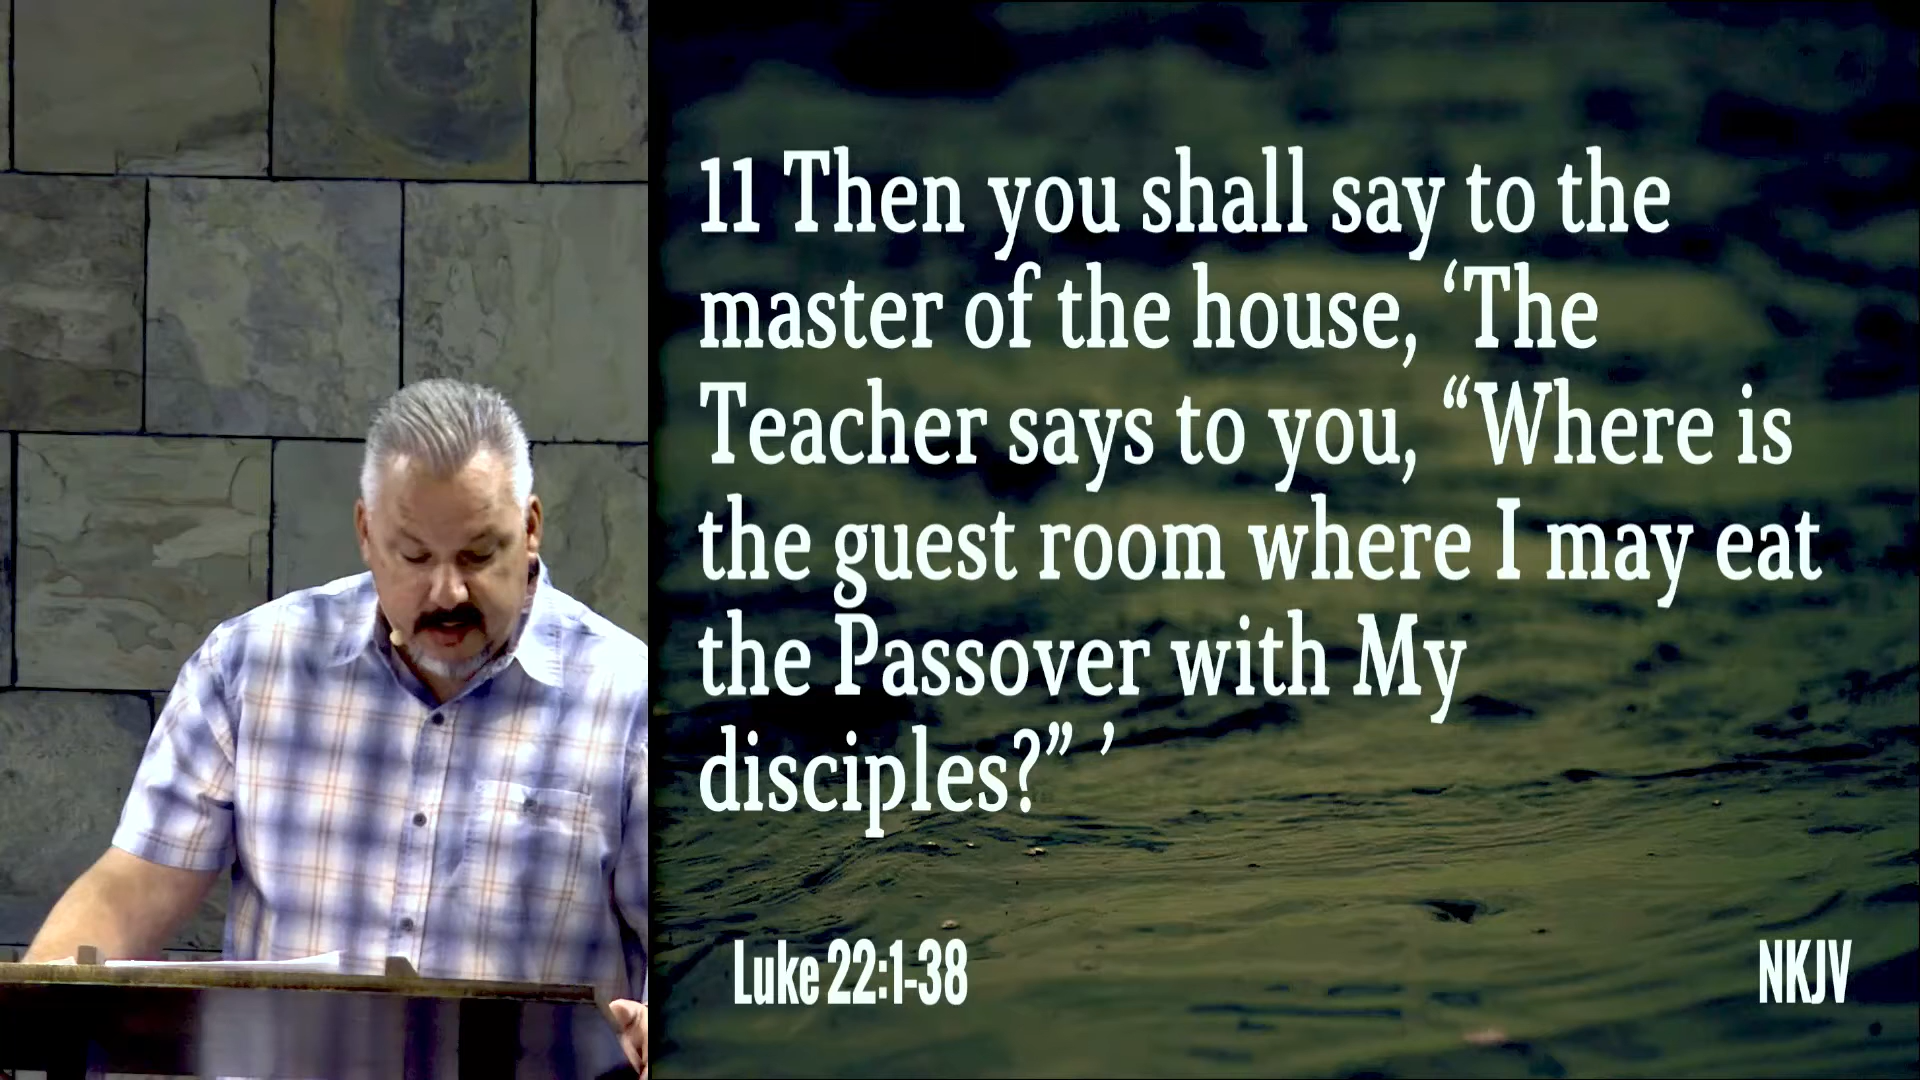 11 Then you shall say to the
master of the house, ‘The
Teacher says to you, “Where is
the guest room where I may eat
the Passover with My
disciples?” ’
Luke 22:1-38
NKJV